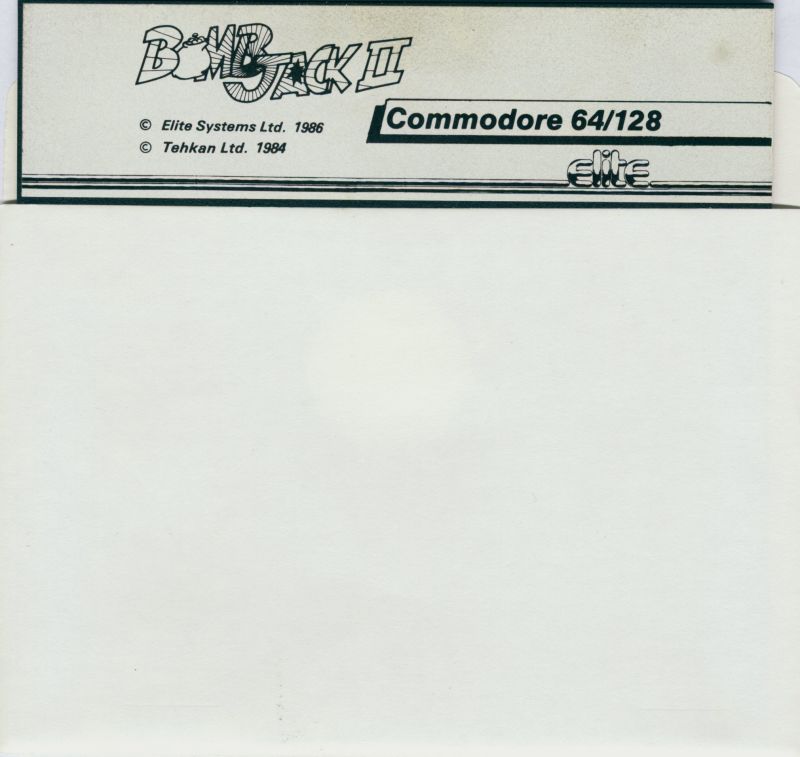 BOMB JACK II
Commodore 64/128
© Elite Systems Ltd. 1986
© Tehkan Ltd. 1984
elite